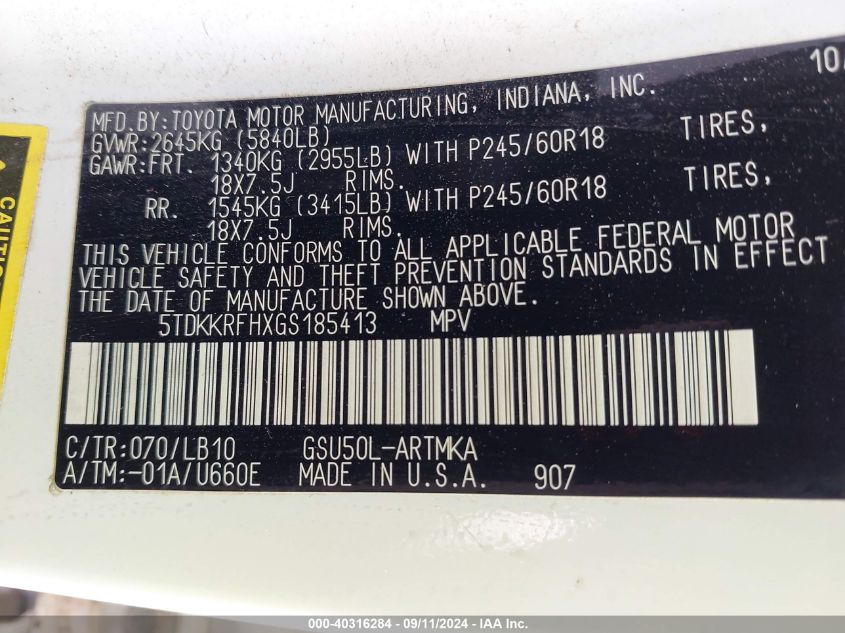 10/
MFD.BY:TOYOTA MOTOR MANUFACTURING, INDIANA, INC.
GVWR:2645KG (5840LB)
GAWR:FRT. 1340KG (2955LB) WITH P245/60R18 TIRES,
18X7.5J RIMS.
RR. 1545KG (3415LB) WITH P245/60R18 TIRES,
18X7.5J RIMS.
THIS VEHICLE CONFORMS TO ALL APPLICABLE FEDERAL MOTOR
VEHICLE SAFETY AND THEFT PREVENTION STANDARDS IN EFFECT
THE DATE OF MANUFACTURE SHOWN ABOVE.
5TDKKRFHXGS185413 MPV
C/TR:070/LB10 GSU50L-ARTMKA
A/TM:-01A/U660E MADE IN U.S.A. 907
000-40316284 - 09/11/2024 - IAA Inc.